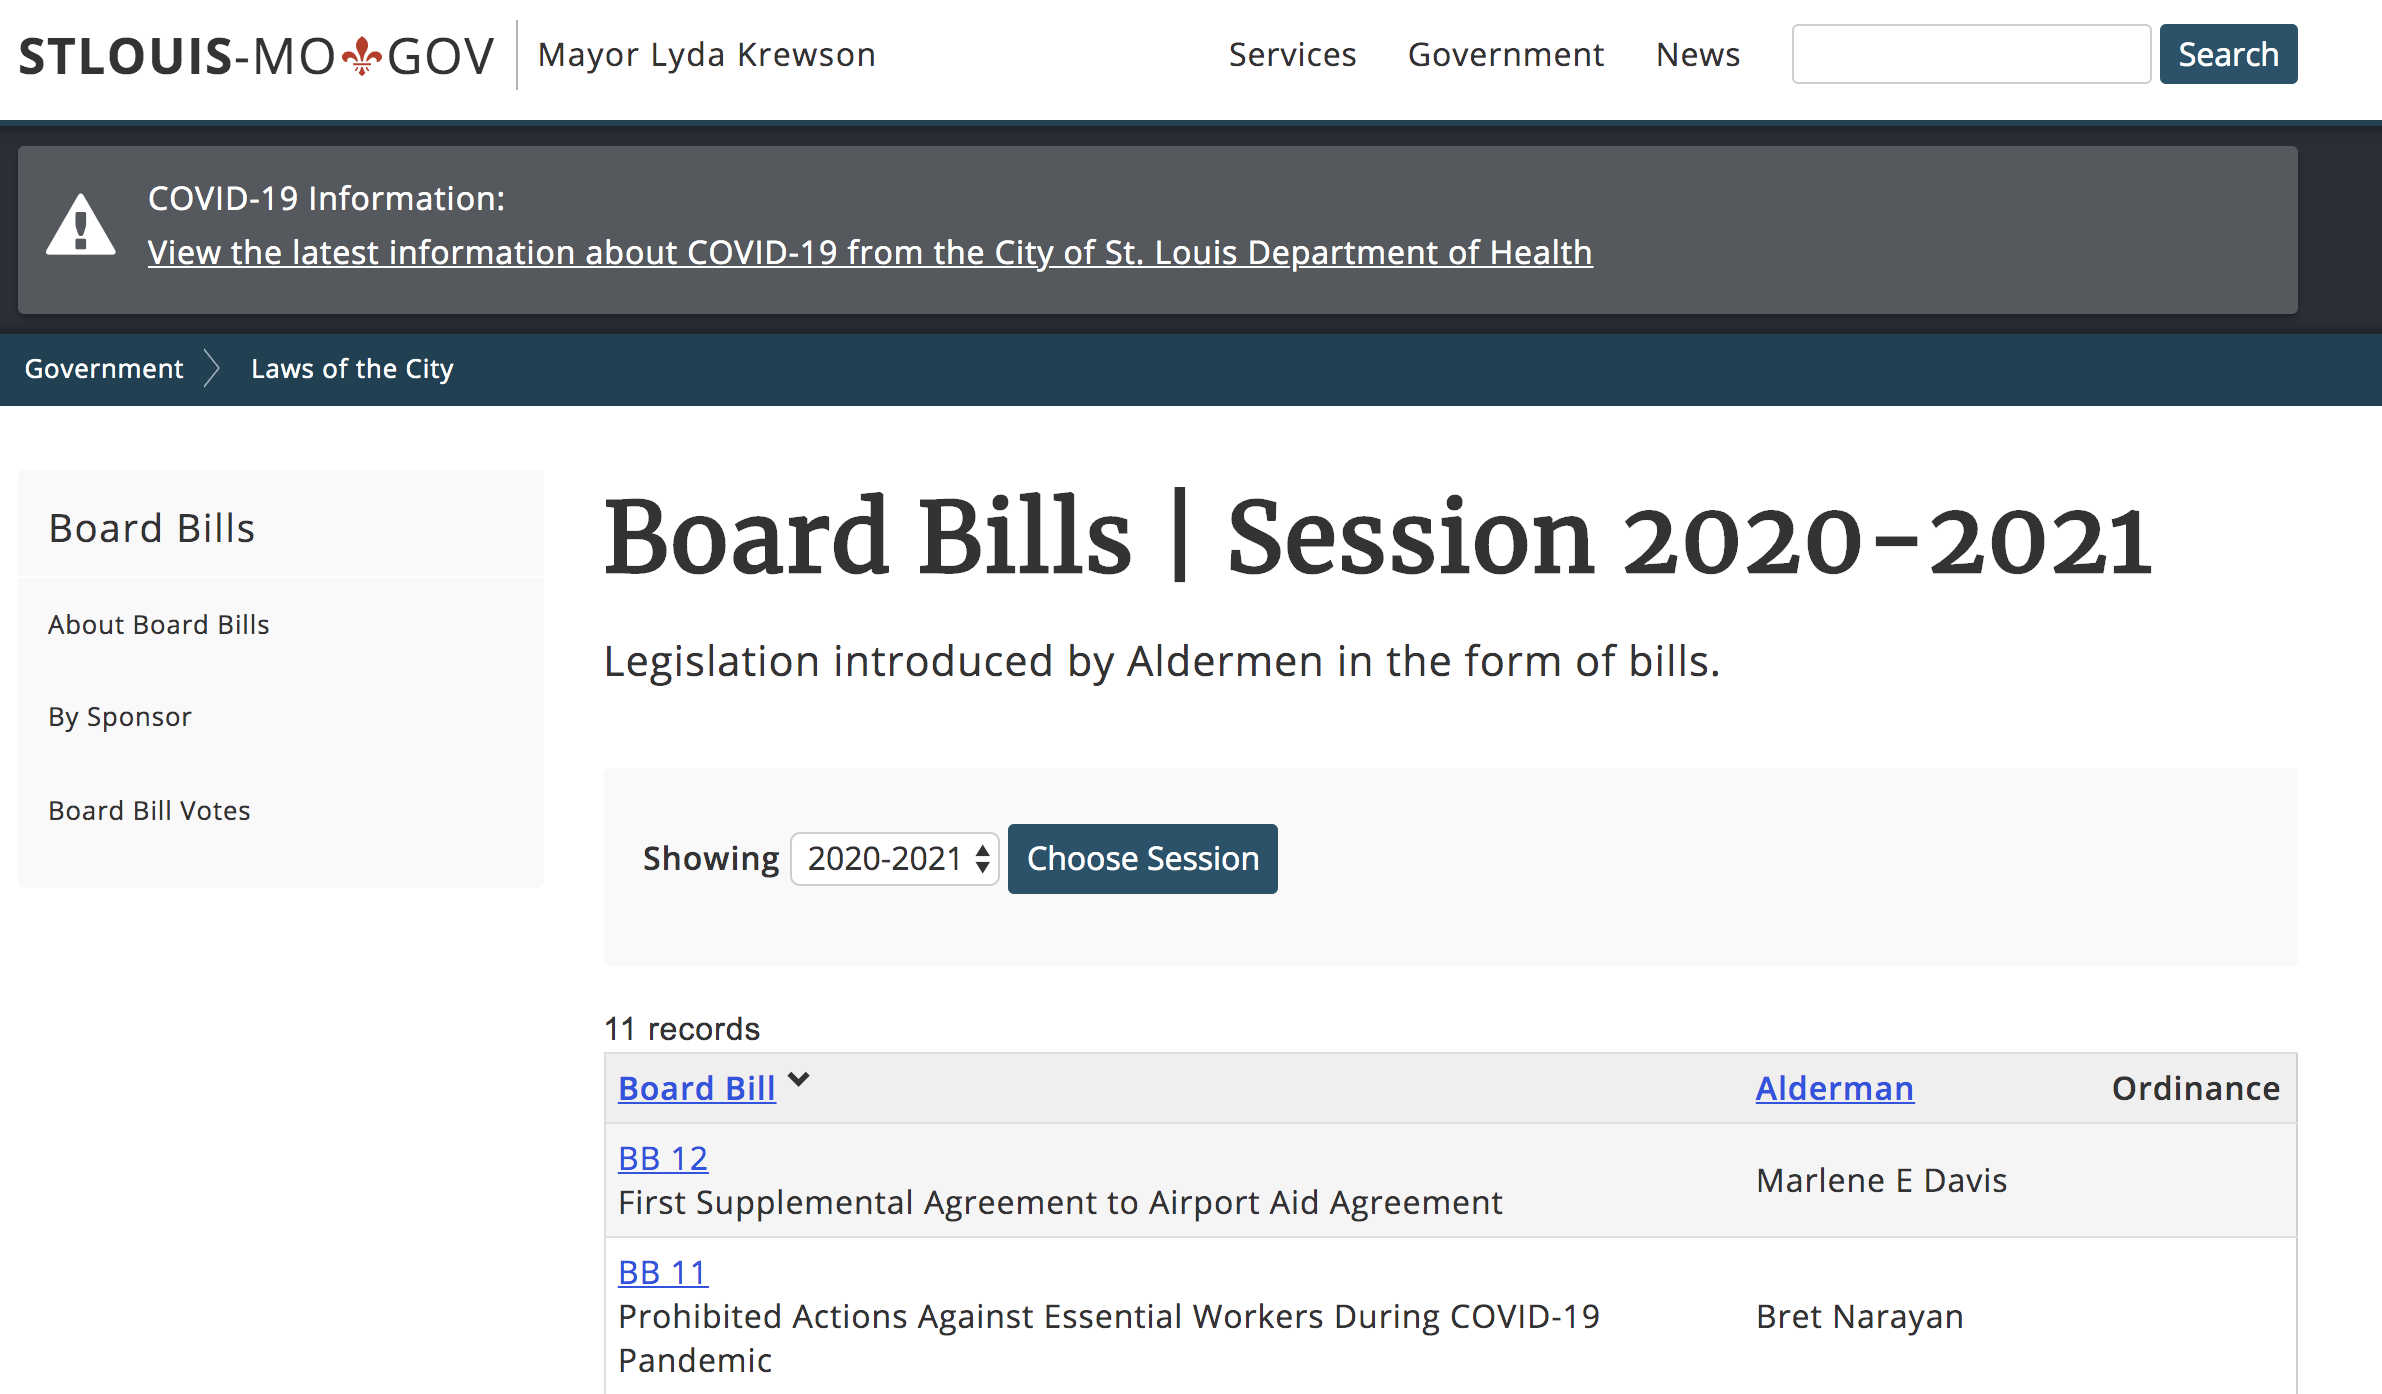 STLOUIS-MO GOV
Mayor Lyda Krewson
Services
Government
News
Search
COVID-19 Information:
View the latest information about COVID-19 from the City of St. Louis Department of Health
Government
Laws of the City
Board Bills
About Board Bills
By Sponsor
Board Bill Votes
Board Bills | Session 2020-2021
Legislation introduced by Aldermen in the form of bills.
Showing 2020-2021 Choose Session
11 records
Board Bill Alderman Ordinance
BB 12
First Supplemental Agreement to Airport Aid Agreement
Marlene E Davis
BB 11
Prohibited Actions Against Essential Workers During COVID-19
Pandemic
Bret Narayan